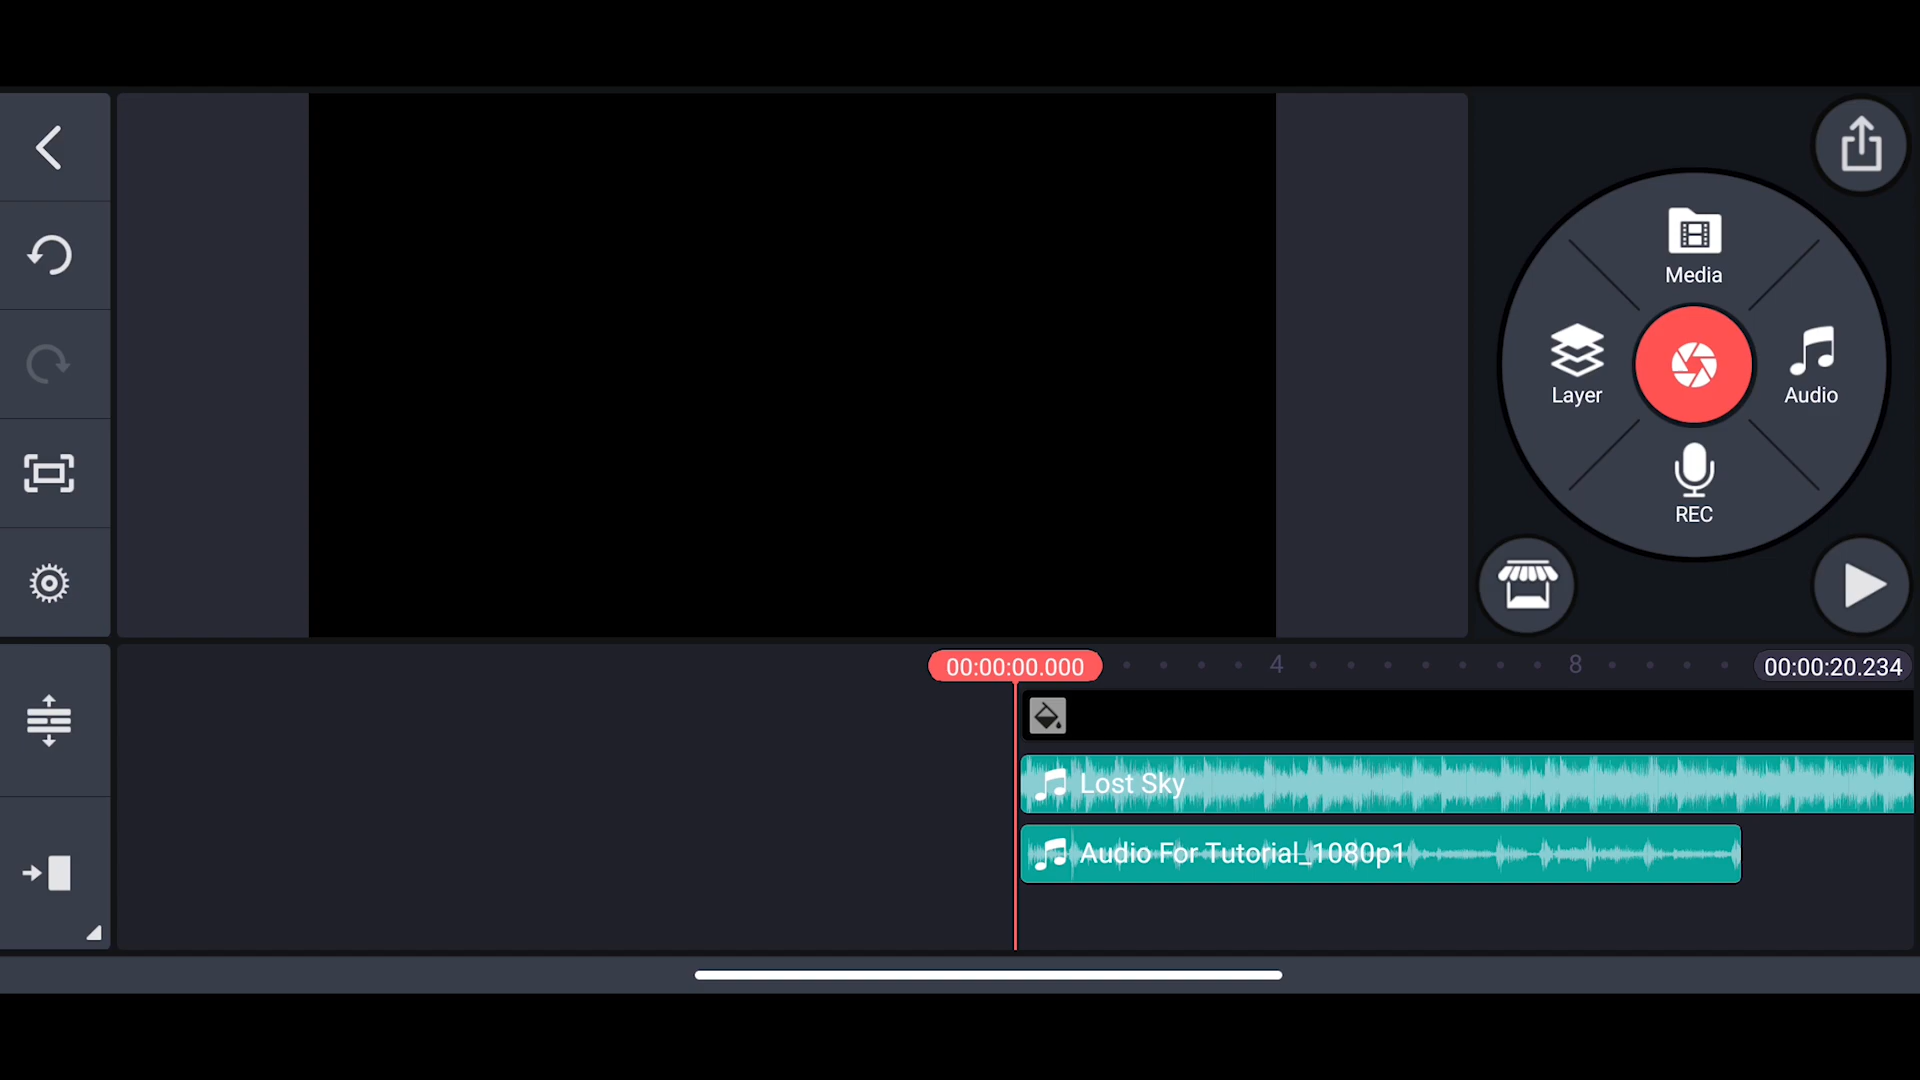 Media
Layer
Audio
REC
00:00:00.000
4
8
00:00:20.234
Lost Sky
Audio For Tutorial_1080p1